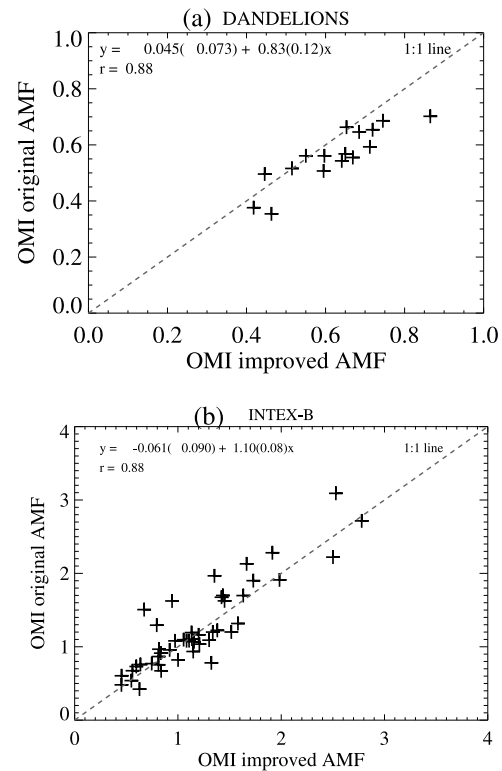 (a) DANDELIONS
y = 0.045( 0.073) + 0.83(0.12)x 1:1 line
r = 0.88
OMI original AMF
1.0
0.8
0.6
0.4
0.2
0.0
0.0 0.2 0.4 0.6 0.8 1.0
OMI improved AMF
(b) INTEX-B
y = -0.061( 0.090) + 1.10(0.08)x 1:1 line
r = 0.88
OMI original AMF
4
3
2
1
0
0 1 2 3 4
OMI improved AMF